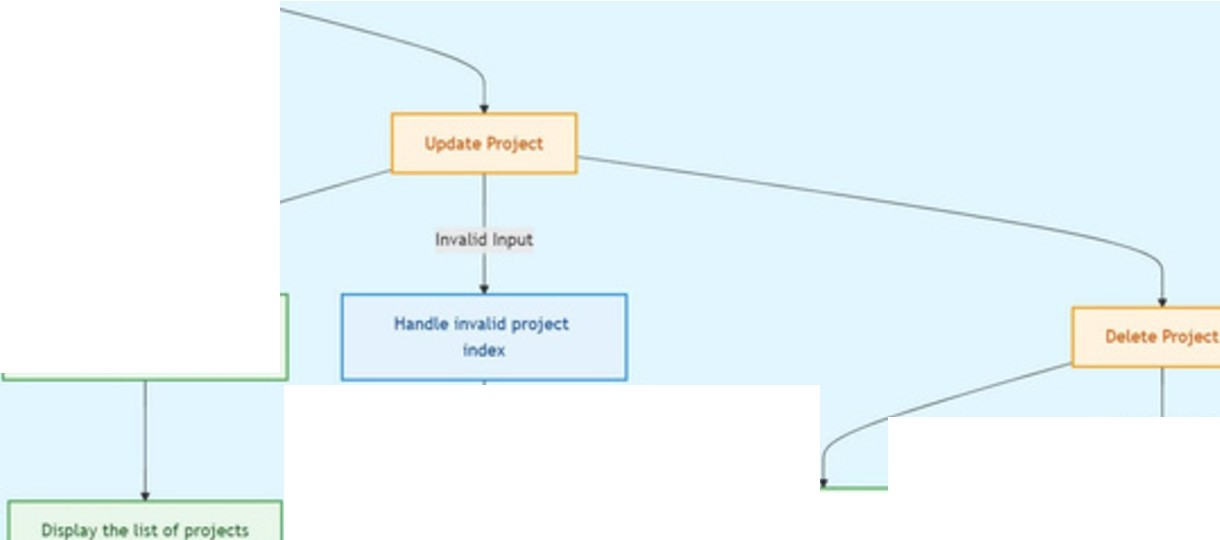 Update Project
Invalid Input
Handle invalid project
index
Delete Project
Display the list of projects